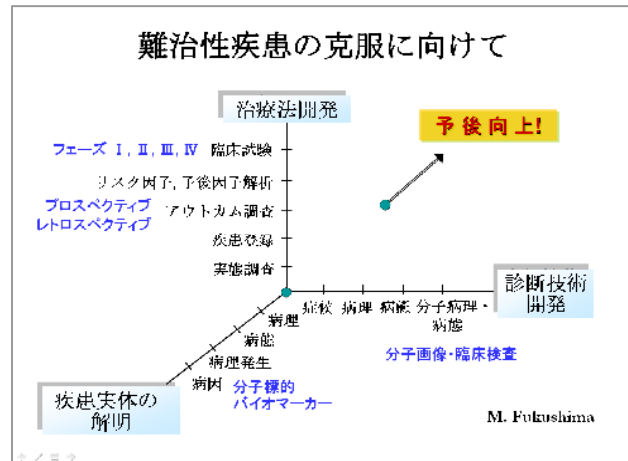 難治性疾患の克服に向けて
治療法開発
予後向上!
フェーズ Ⅰ, Ⅱ, Ⅲ, Ⅳ 臨床試験
リスク因子, 予後因子解析
プロスペクティブ
レトロスペクティブ
アウトカム調査
疾患登録
実態調査
症候 病理 病態 分子病理・
病態
診断技術
開発
分子画像・臨床検査
病理
病態
病理発生
病因
分子標的
バイオマーカー
疾患実体の
解明
M. Fukushima